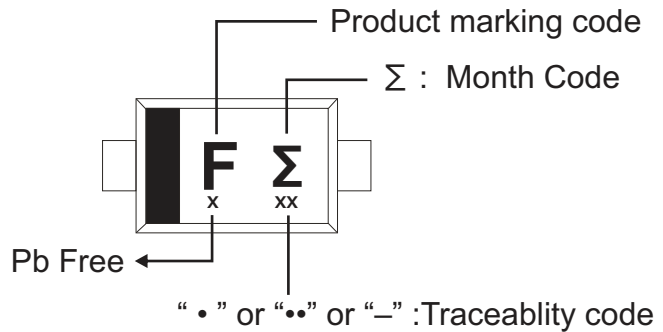 Product marking code
Σ : Month Code
F Σ
x xx
Pb Free
“ • ” or “••” or “–” :Traceablity code